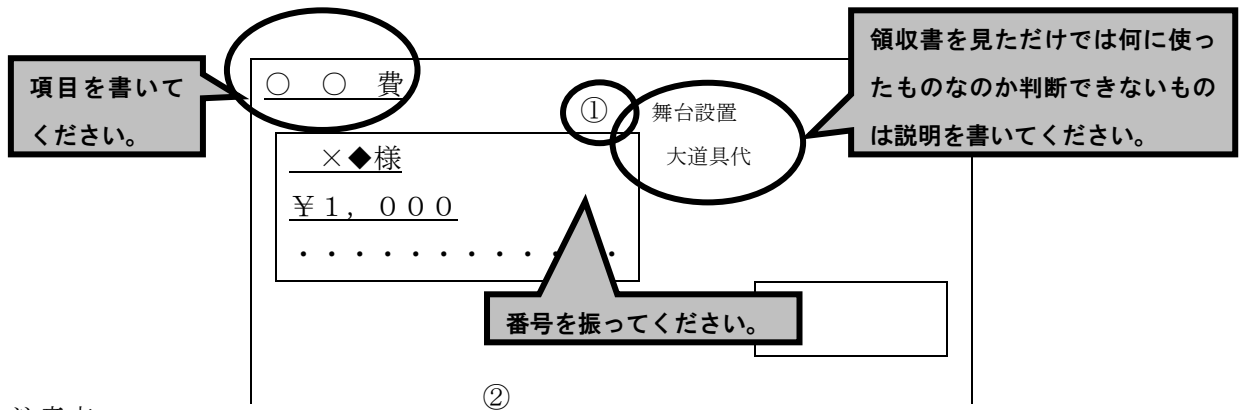 項目を書いて
ください。
○ ○ 費
①
舞台設置
大道具代
領収書を見ただけでは何に使っ
たものなのか判断できないもの
は説明を書いてください。
×◆様
￥１，０００
・・・・・・・・・・・・
番号を振ってください。
②